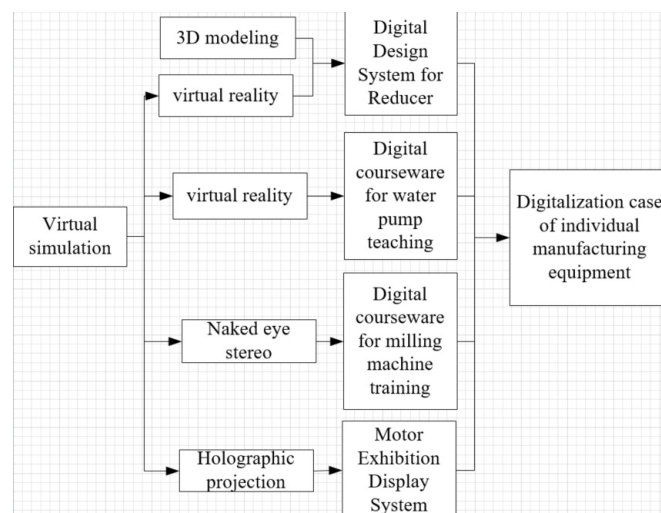 3D modeling
virtual reality
Digital
Design
System for
Reducer
virtual reality
Digital
courseware
for water
pump
teaching
Virtual
simulation
Digitalization case
of individual
manufacturing
equipment
Naked eye
stereo
Digital
courseware
for milling
machine
training
Holographic
projection
Motor
Exhibition
Display
System